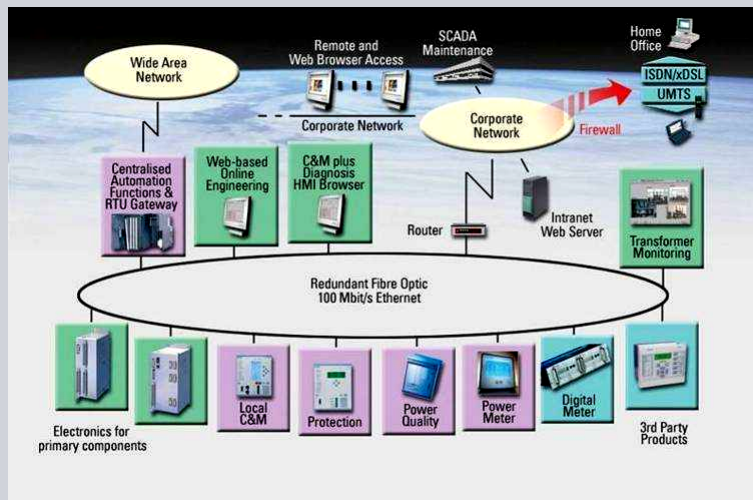 Wide Area
Network
Remote and
Web Browser Access
Corporate Network
SCADA
Maintenance
Corporate
Network
Firewall
Home
Office
ISDN/xDSL
UMTS
Centralised
Automation
Functions &
RTU Gateway
Web-based
Online
Engineering
C&M plus
Diagnosis
HMI Browser
Router
Intranet
Web Server
Transformer
Monitoring
Redundant Fibre Optic
100 Mbit/s Ethernet
Electronics for
primary components
Local
C&M
Protection
Power
Quality
Power
Meter
Digital
Meter
3rd Party
Products